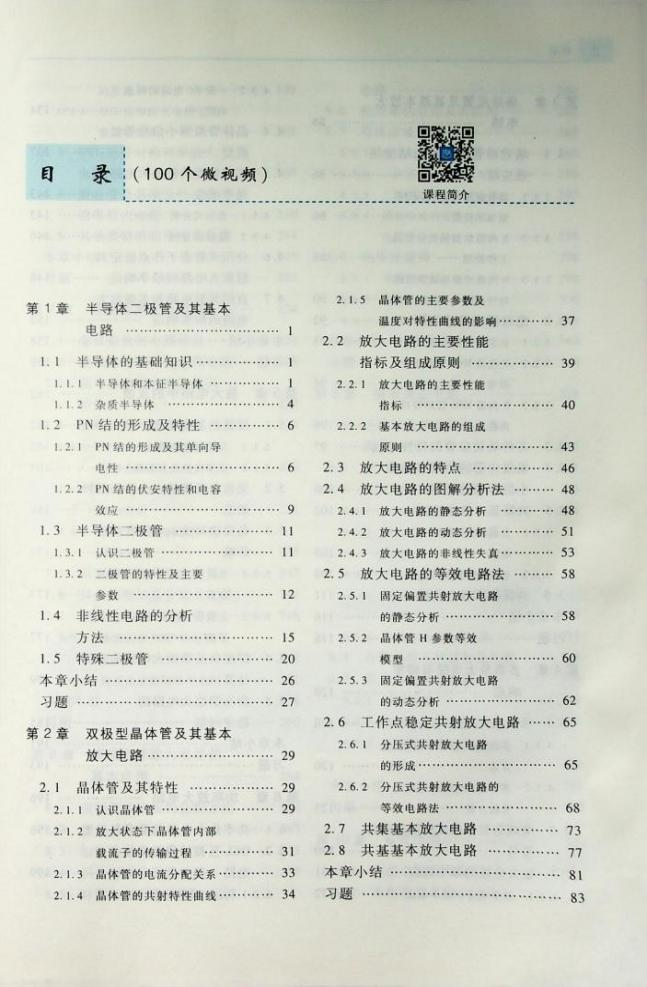 目 录 (100个微视频)
课程简介
第1章 半导体二极管及其基本
电路 …………………………… 1
1.1 半导体的基础知识 ……………… 1
1.1.1 半导体和本征半导体 ………… 1
1.1.2 杂质半导体 …………………… 4
1.2 PN结的形成及特性 …………… 6
1.2.1 PN结的形成及其单向导
电性 …………………………… 6
1.2.2 PN结的伏安特性和电容
效应 …………………………… 9
1.3 半导体二极管 ………………… 11
1.3.1 认识二极管 ………………… 11
1.3.2 二极管的特性及主要
参数 ………………………… 12
1.4 非线性电路的分析
方法 ………………………… 15
1.5 特殊二极管 …………………… 20
本章小结 …………………………… 26
习题 ………………………………… 27
第2章 双极型晶体管及其基本
放大电路 ……………………… 29
2.1 晶体管及其特性 ……………… 29
2.1.1 认识晶体管 ………………… 29
2.1.2 放大状态下晶体管内部
载流子的传输过程 …………… 31
2.1.3 晶体管的电流分配关系 ……… 33
2.1.4 晶体管的共射特性曲线 ……… 34
2.1.5 晶体管的主要参数及
温度对特性曲线的影响 ……… 37
2.2 放大电路的主要性能
指标及组成原则 ……………… 39
2.2.1 放大电路的主要性能
指标 ………………………… 40
2.2.2 基本放大电路的组成
原则 ………………………… 43
2.3 放大电路的特点 ……………… 46
2.4 放大电路的图解分析法 ……… 48
2.4.1 放大电路的静态分析 ……… 48
2.4.2 放大电路的动态分析 ……… 51
2.4.3 放大电路的非线性失真 ……… 53
2.5 放大电路的等效电路法 ……… 58
2.5.1 固定偏置共射放大电路
的静态分析 ………………… 58
2.5.2 晶体管H参数等效
模型 ………………………… 60
2.5.3 固定偏置共射放大电路
的动态分析 ………………… 62
2.6 工作点稳定共射放大电路 …… 65
2.6.1 分压式共射放大电路
的形成 ……………………… 65
2.6.2 分压式共射放大电路的
等效电路法 ………………… 68
2.7 共集基本放大电路 …………… 73
2.8 共基基本放大电路 …………… 77
本章小结 …………………………… 81
习题 ………………………………… 83